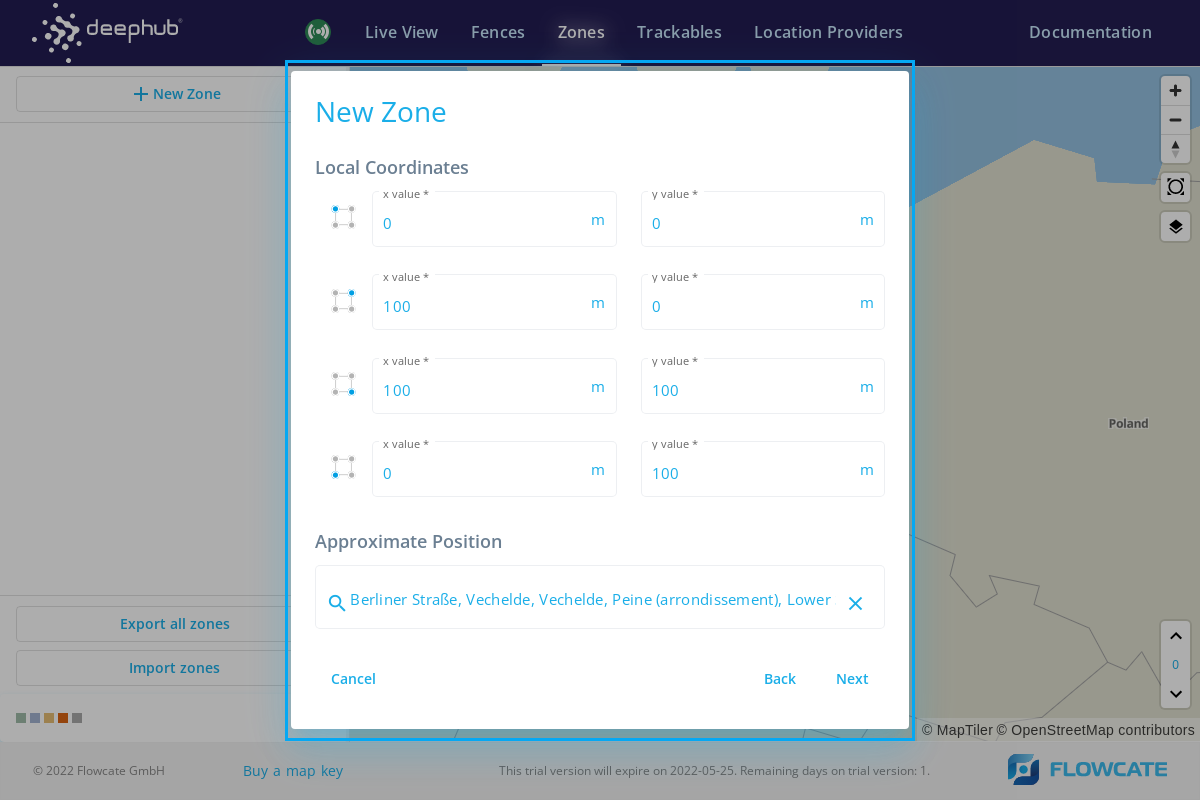 deephub®
Live View Fences Zones Trackables Location Providers Documentation
New Zone
New Zone
Local Coordinates
x value * y value *
0 m 0 m
x value * y value *
100 m 0 m
x value * y value *
100 m 100 m
x value * y value *
0 m 100 m
Poland
Approximate Position
Berliner Straße, Vechelde, Vechelde, Peine (arrondissement), Lower
Export all zones
Import zones
0
Cancel Back Next
© MapTiler © OpenStreetMap contributors
© 2022 Flowcate GmbH Buy a map key This trial version will expire on 2022-05-25. Remaining days on trial version: 1. FLOWCATE